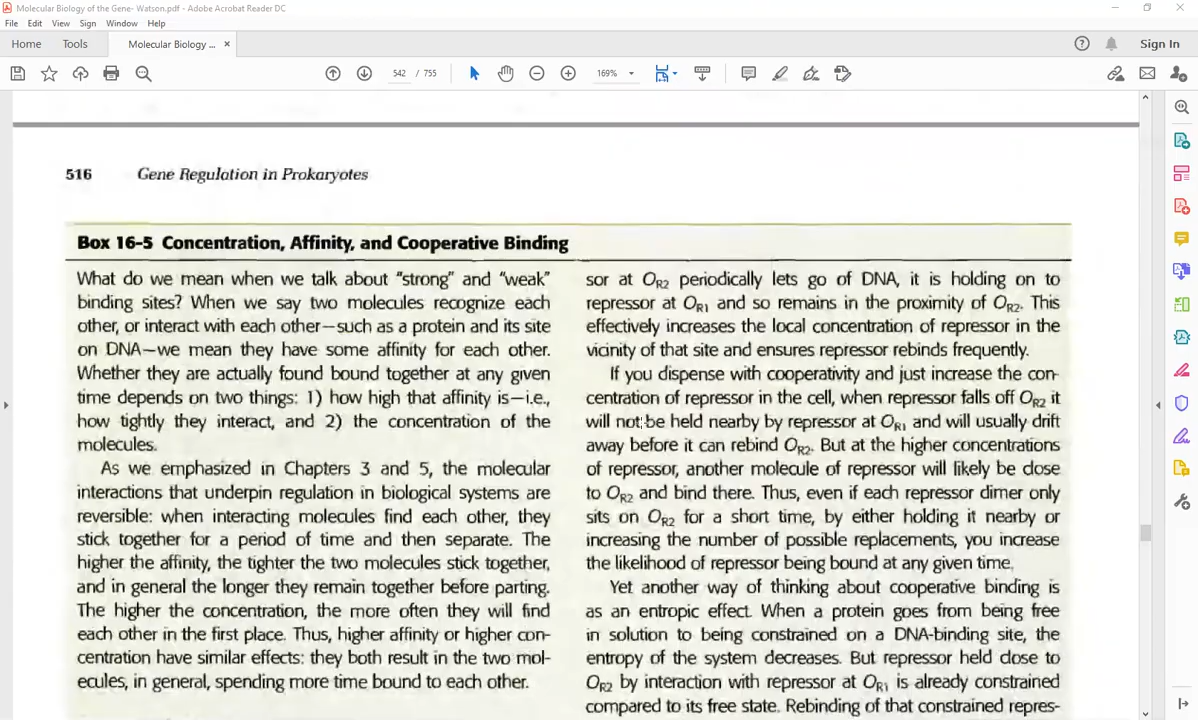 Molecular Biology of the Gene- Watson.pdf - Adobe Acrobat Reader DC
File Edit View Sign Window Help
Home Tools Molecular Biology ... × Sign In
542 / 755 169%
516 Gene Regulation in Prokaryotes
Box 16-5 Concentration, Affinity, and Cooperative Binding
What do we mean when we talk about “strong” and “weak”
binding sites? When we say two molecules recognize each
other, or interact with each other—such as a protein and its site
on DNA—we mean they have some affinity for each other.
Whether they are actually found bound together at any given
time depends on two things: 1) how high that affinity is—i.e.,
how tightly they interact, and 2) the concentration of the
molecules.
As we emphasized in Chapters 3 and 5, the molecular
interactions that underpin regulation in biological systems are
reversible: when interacting molecules find each other, they
stick together for a period of time and then separate. The
higher the affinity, the tighter the two molecules stick together,
and in general the longer they remain together before parting.
The higher the concentration, the more often they will find
each other in the first place. Thus, higher affinity or higher con-
centration have similar effects: they both result in the two mol-
ecules, in general, spending more time bound to each other.
sor at OR2 periodically lets go of DNA, it is holding on to
repressor at OR1 and so remains in the proximity of OR2. This
effectively increases the local concentration of repressor in the
vicinity of that site and ensures repressor rebinds frequently.
If you dispense with cooperativity and just increase the con-
centration of repressor in the cell, when repressor falls off OR2 it
will not be held nearby by repressor at OR1 and will usually drift
away before it can rebind OR2. But at the higher concentrations
of repressor, another molecule of repressor will likely be close
to OR2 and bind there. Thus, even if each repressor dimer only
sits on OR2 for a short time, by either holding it nearby or
increasing the number of possible replacements, you increase
the likelihood of repressor being bound at any given time.
Yet another way of thinking about cooperative binding is
as an entropic effect. When a protein goes from being free
in solution to being constrained on a DNA-binding site, the
entropy of the system decreases. But repressor held close to
OR2 by interaction with repressor at OR1 is already constrained
compared to its free state. Rebinding of that constrained repres-